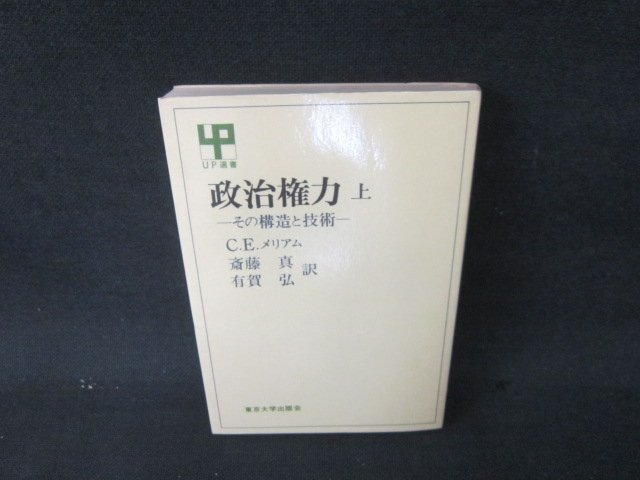 UP
UP選書
政治権力 上
―その構造と技術―
C.E.メリアム
斎藤 真
有賀 弘 訳
東京大学出版会